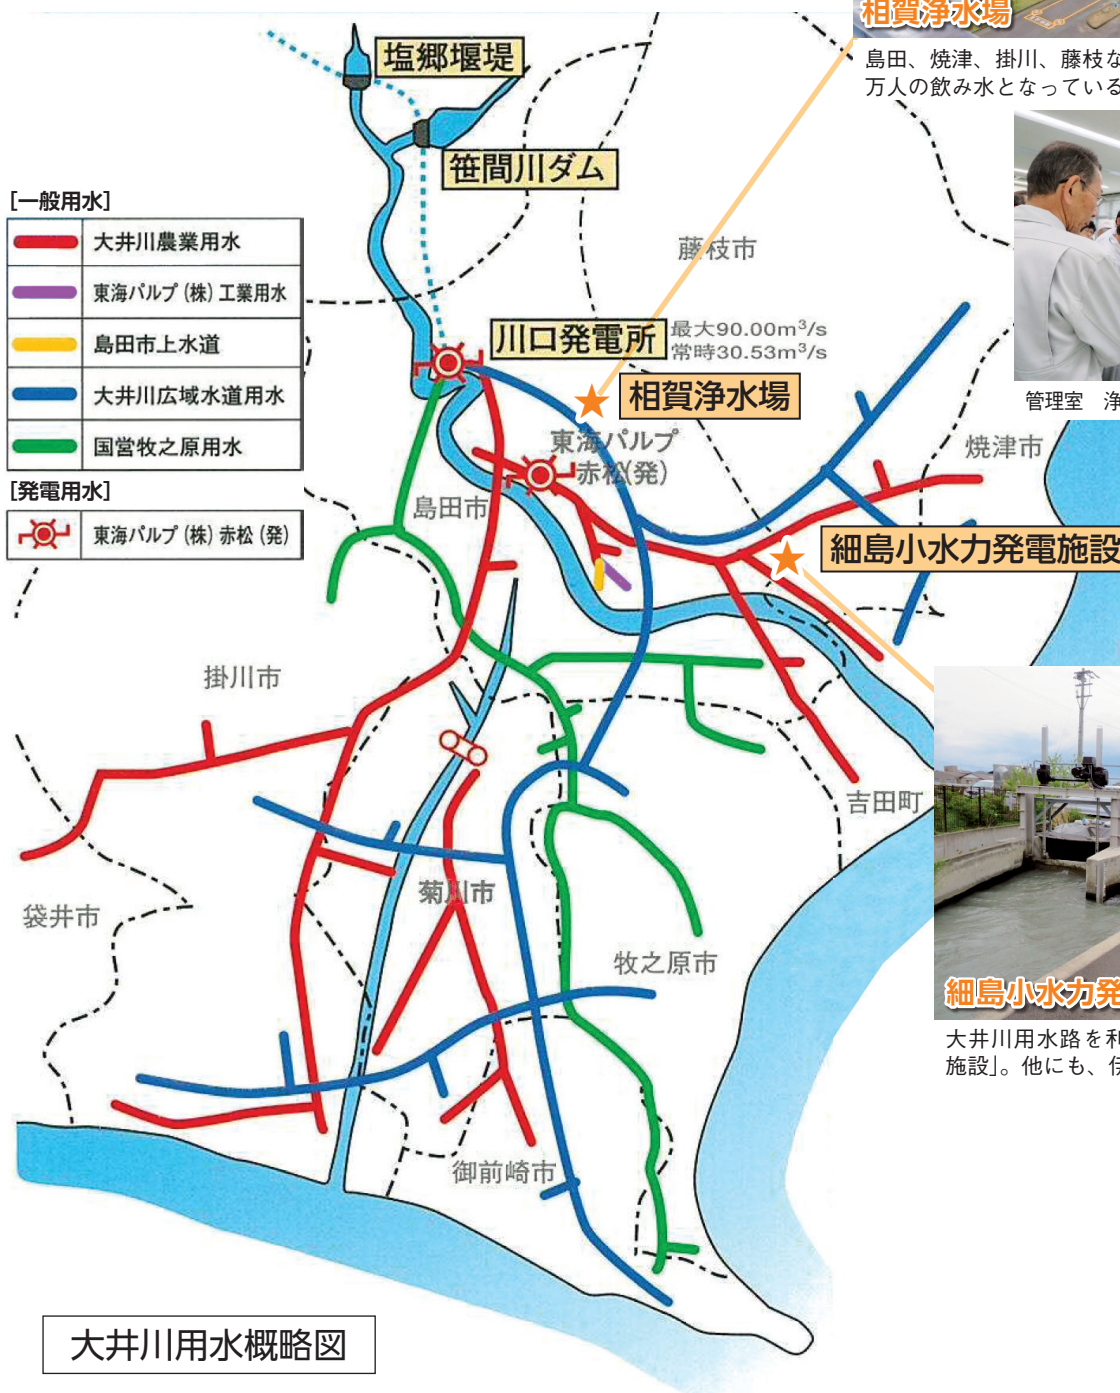 相賀浄水場
島田、焼津、掛川、藤枝な
万人の飲み水となっている
塩郷堰堤
笹間川ダム
[一般用水]
大井川農業用水
東海パルプ(株)工業用水
島田市上水道
大井川広域水道用水
国営牧之原用水
[発電用水]
東海パルプ(株)赤松(発)
藤枝市
川口発電所
最大90.00m³/s
常時30.53m³/s
相賀浄水場
管理室 浄
東海パルプ
赤松(発)
焼津市
島田市
細島小水力発電施設
掛川市
吉田町
菊川市
袋井市
牧之原市
細島小水力発
大井川用水路を利
施設」。他にも、伊
御前崎市
大井川用水概略図